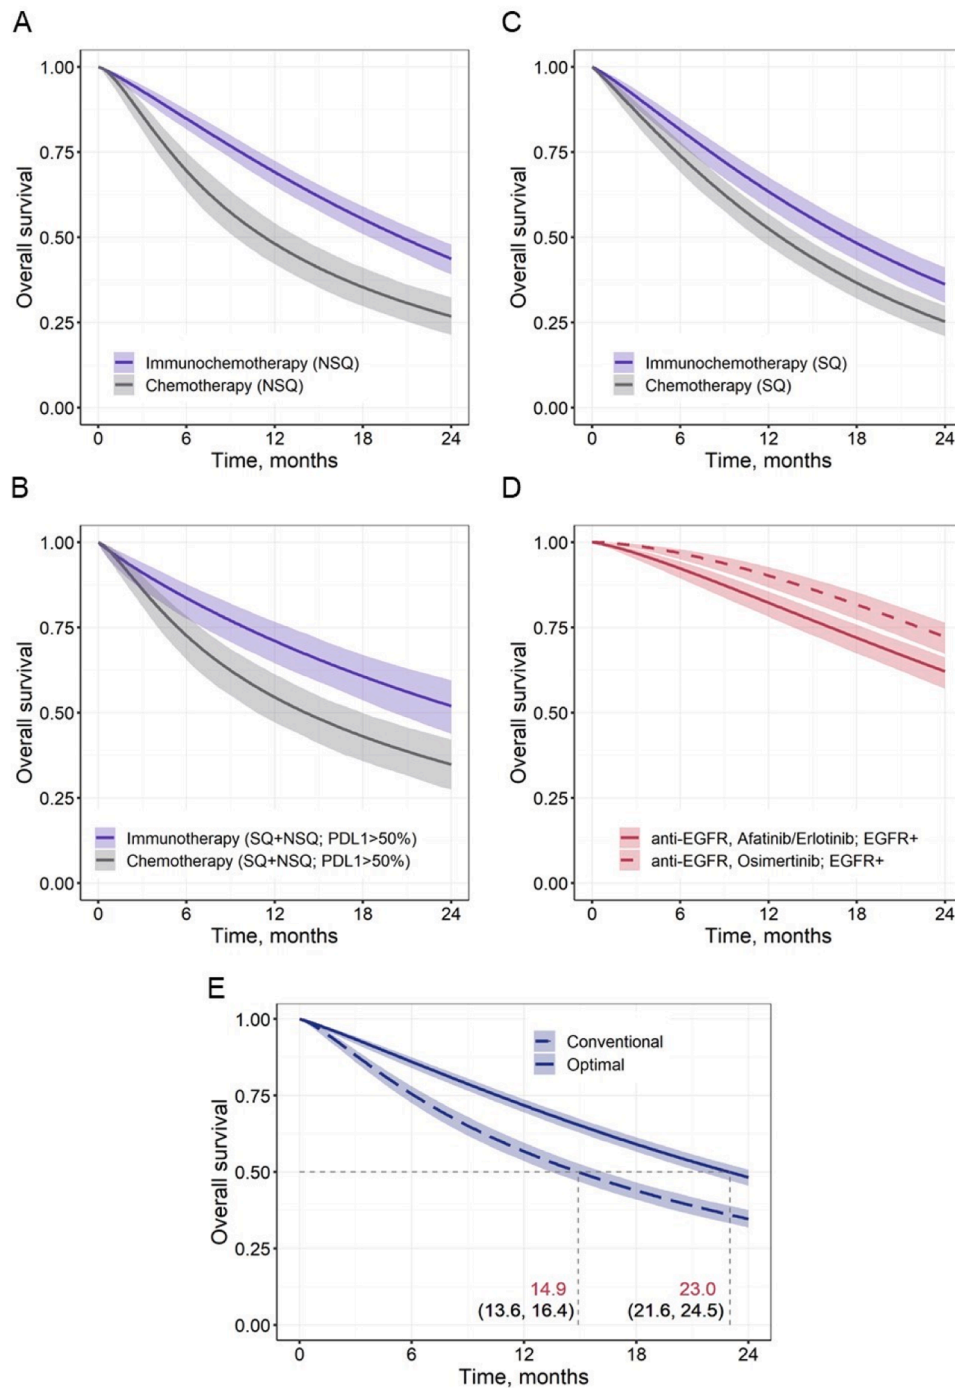 A
Overall survival
1.00
0.75
0.50
0.25
0.00
Immunochemotherapy (NSQ)
Chemotherapy (NSQ)
0 6 12 18 24
Time, months
C
Overall survival
1.00
0.75
0.50
0.25
0.00
Immunochemotherapy (SQ)
Chemotherapy (SQ)
0 6 12 18 24
Time, months
B
Overall survival
1.00
0.75
0.50
0.25
0.00
Immunotherapy (SQ+NSQ; PDL1>50%)
Chemotherapy (SQ+NSQ; PDL1>50%)
0 6 12 18 24
Time, months
D
Overall survival
1.00
0.75
0.50
0.25
0.00
anti-EGFR, Afatinib/Erlotinib; EGFR+
anti-EGFR, Osimertinib; EGFR+
0 6 12 18 24
Time, months
E
Overall survival
1.00
0.75
0.50
0.25
0.00
Conventional
Optimal
14.9 23.0
(13.6, 16.4) (21.6, 24.5)
0 6 12 18 24
Time, months